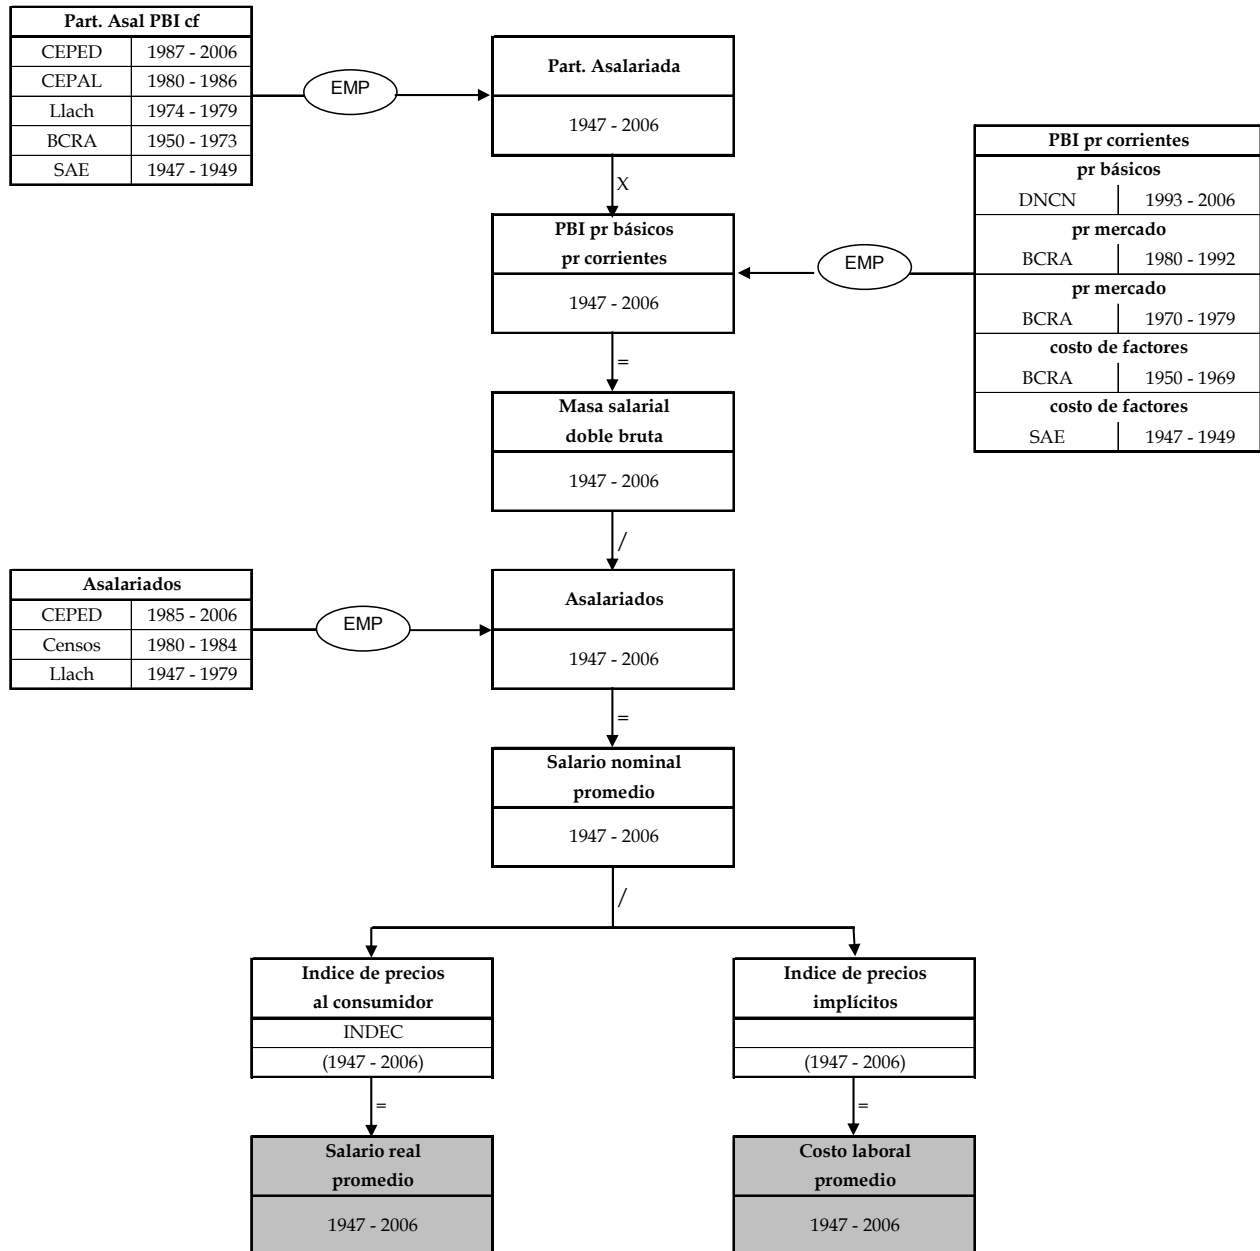 Part. Asal PBI cf
CEPED 1987 - 2006
CEPAL 1980 - 1986
Llach 1974 - 1979
BCRA 1950 - 1973
SAE 1947 - 1949
EMP
Part. Asalariada
1947 - 2006
X
PBI pr básicos
pr corrientes
1947 - 2006
EMP
PBI pr corrientes
pr básicos
DNCN 1993 - 2006
pr mercado
BCRA 1980 - 1992
pr mercado
BCRA 1970 - 1979
costo de factores
BCRA 1950 - 1969
costo de factores
SAE 1947 - 1949
=
Masa salarial
doble bruta
1947 - 2006
/
Asalariados
CEPED 1985 - 2006
Censos 1980 - 1984
Llach 1947 - 1979
EMP
Asalariados
1947 - 2006
=
Salario nominal
promedio
1947 - 2006
/
Indice de precios
al consumidor
INDEC
(1947 - 2006)
=
Salario real
promedio
1947 - 2006
Indice de precios
implícitos
(1947 - 2006)
=
Costo laboral
promedio
1947 - 2006